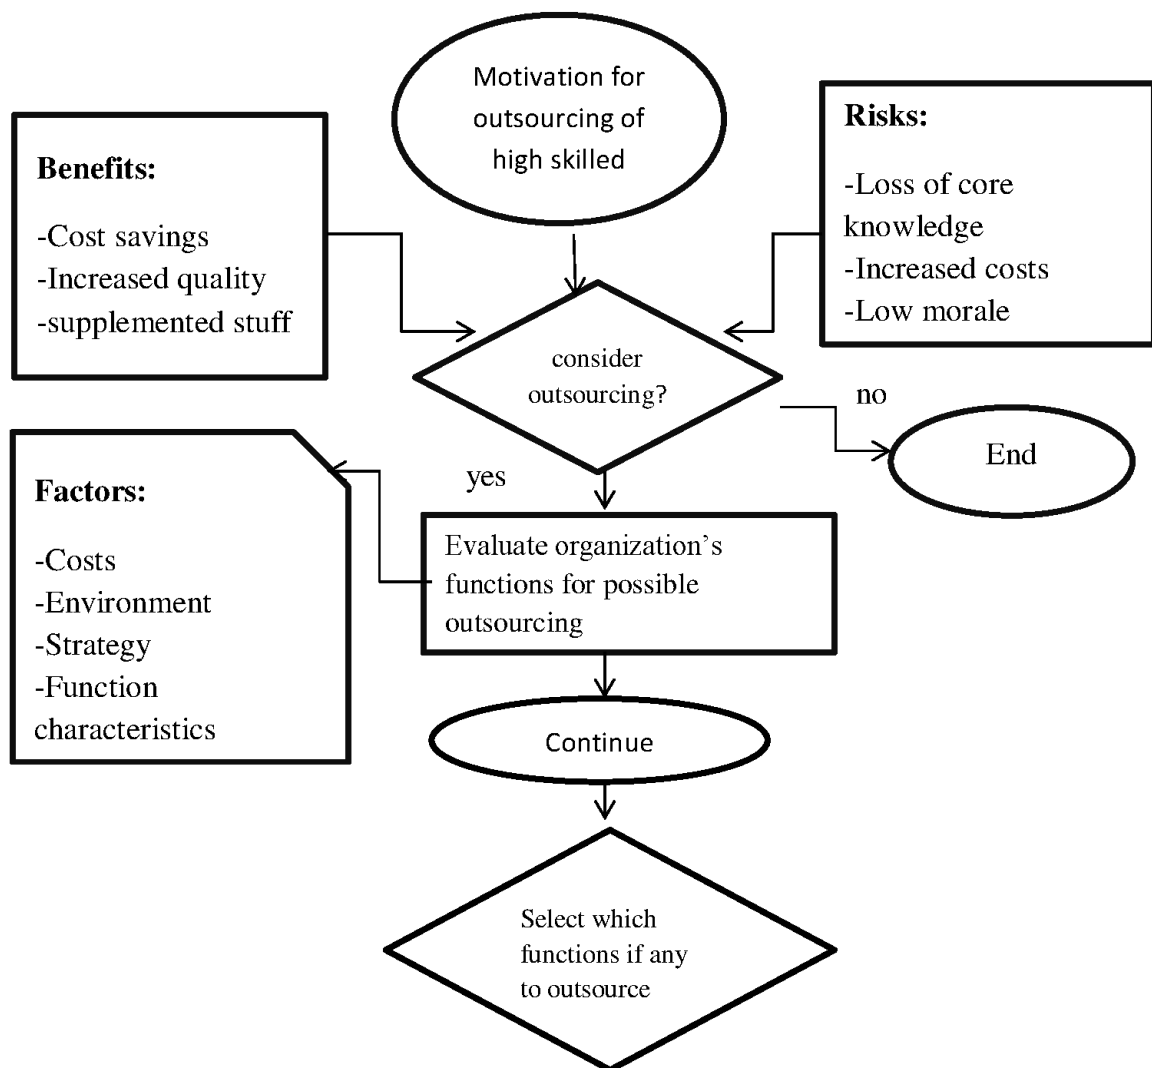 Motivation for
outsourcing of
high skilled
Benefits:
-Cost savings
-Increased quality
-supplemented stuff
Risks:
-Loss of core
knowledge
-Increased costs
-Low morale
consider
outsourcing?
no
End
yes
Factors:
-Costs
-Environment
-Strategy
-Function
characteristics
Evaluate organization’s
functions for possible
outsourcing
Continue
Select which
functions if any
to outsource